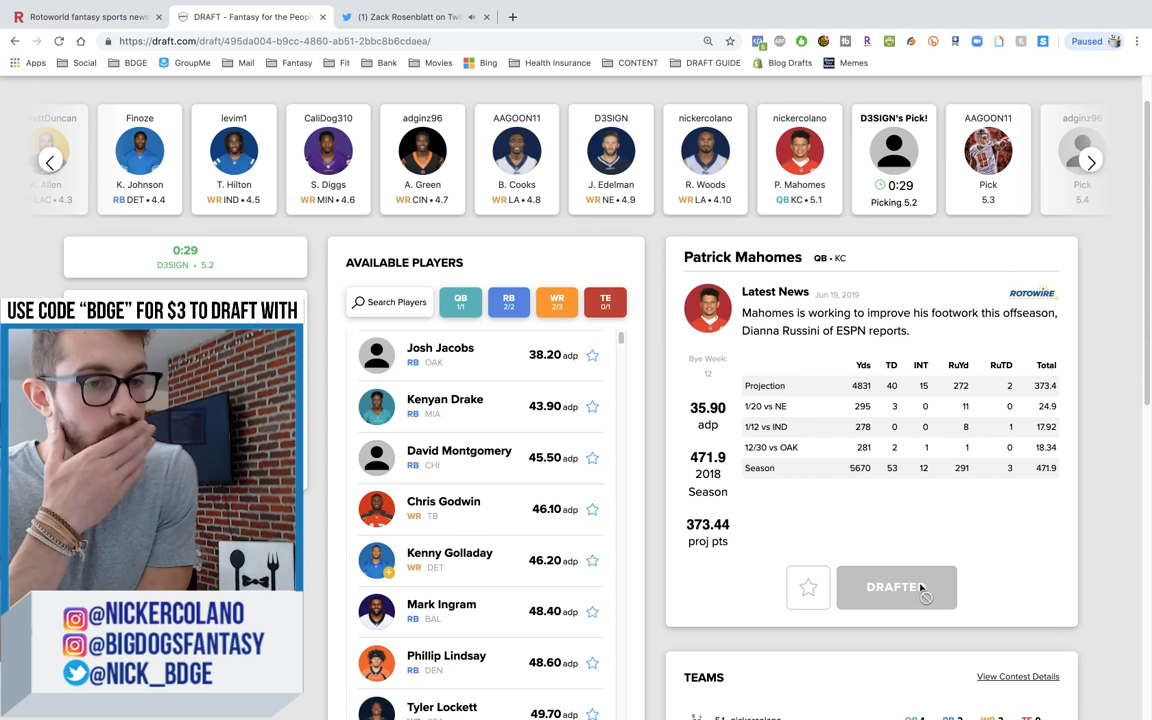 Rotoworld fantasy sports news
DRAFT - Fantasy for the Peopl
(1) Zack Rosenblatt on Twi
https://draft.com/draft/495da004-b9cc-4860-ab51-2bbc8b6cdaea/
Paused
Apps Social BDGE GroupMe Mail Fantasy Fit Bank Movies Bing Health Insurance CONTENT DRAFT GUIDE Blog Drafts Memes
rettDuncan Finoze levim1 CaliDog310 adginz96 AAGOON11 D3SIGN nickercolano nickercolano D3SIGN's Pick! AAGOON11 adginz96
K. Allen K. Johnson T. Hilton S. Diggs A. Green B. Cooks J. Edelman R. Woods P. Mahomes 0:29 Pick Pick
LAC • 4.3 RB DET • 4.4 WR IND • 4.5 WR MIN • 4.6 WR CIN • 4.7 WR LA • 4.8 WR NE • 4.9 WR LA • 4.10 QB KC • 5.1 Picking 5.2 5.3 5.4
0:29
D3SIGN • 5.2
USE CODE "BDGE" FOR $3 TO DRAFT WITH
@NICKERCOLANO
@BIGDOGSFANTASY
@NICK_BDGE
AVAILABLE PLAYERS
Search Players
QB
1/1
RB
2/2
WR
2/3
TE
0/1
Josh Jacobs 38.20 adp
RB OAK
Kenyan Drake 43.90 adp
RB MIA
David Montgomery 45.50 adp
RB CHI
Chris Godwin 46.10 adp
WR TB
Kenny Golladay 46.20 adp
WR DET
Mark Ingram 48.40 adp
RB BAL
Phillip Lindsay 48.60 adp
RB DEN
Tyler Lockett 49.70 adp
Patrick Mahomes QB • KC
Latest News Jun 19, 2019 ROTOWIRE
Mahomes is working to improve his footwork this offseason,
Dianna Russini of ESPN reports.
Bye Week:
12
35.90
adp
471.9
2018
Season
373.44
proj pts
Yds TD INT RuYd RuTD Total
Projection 4831 40 15 272 2 373.4
1/20 vs NE 295 3 0 11 0 24.9
1/12 vs IND 278 0 0 8 1 17.92
12/30 vs OAK 281 2 1 1 0 18.34
Season 5670 53 12 291 3 471.9
DRAFTED
TEAMS View Contest Details